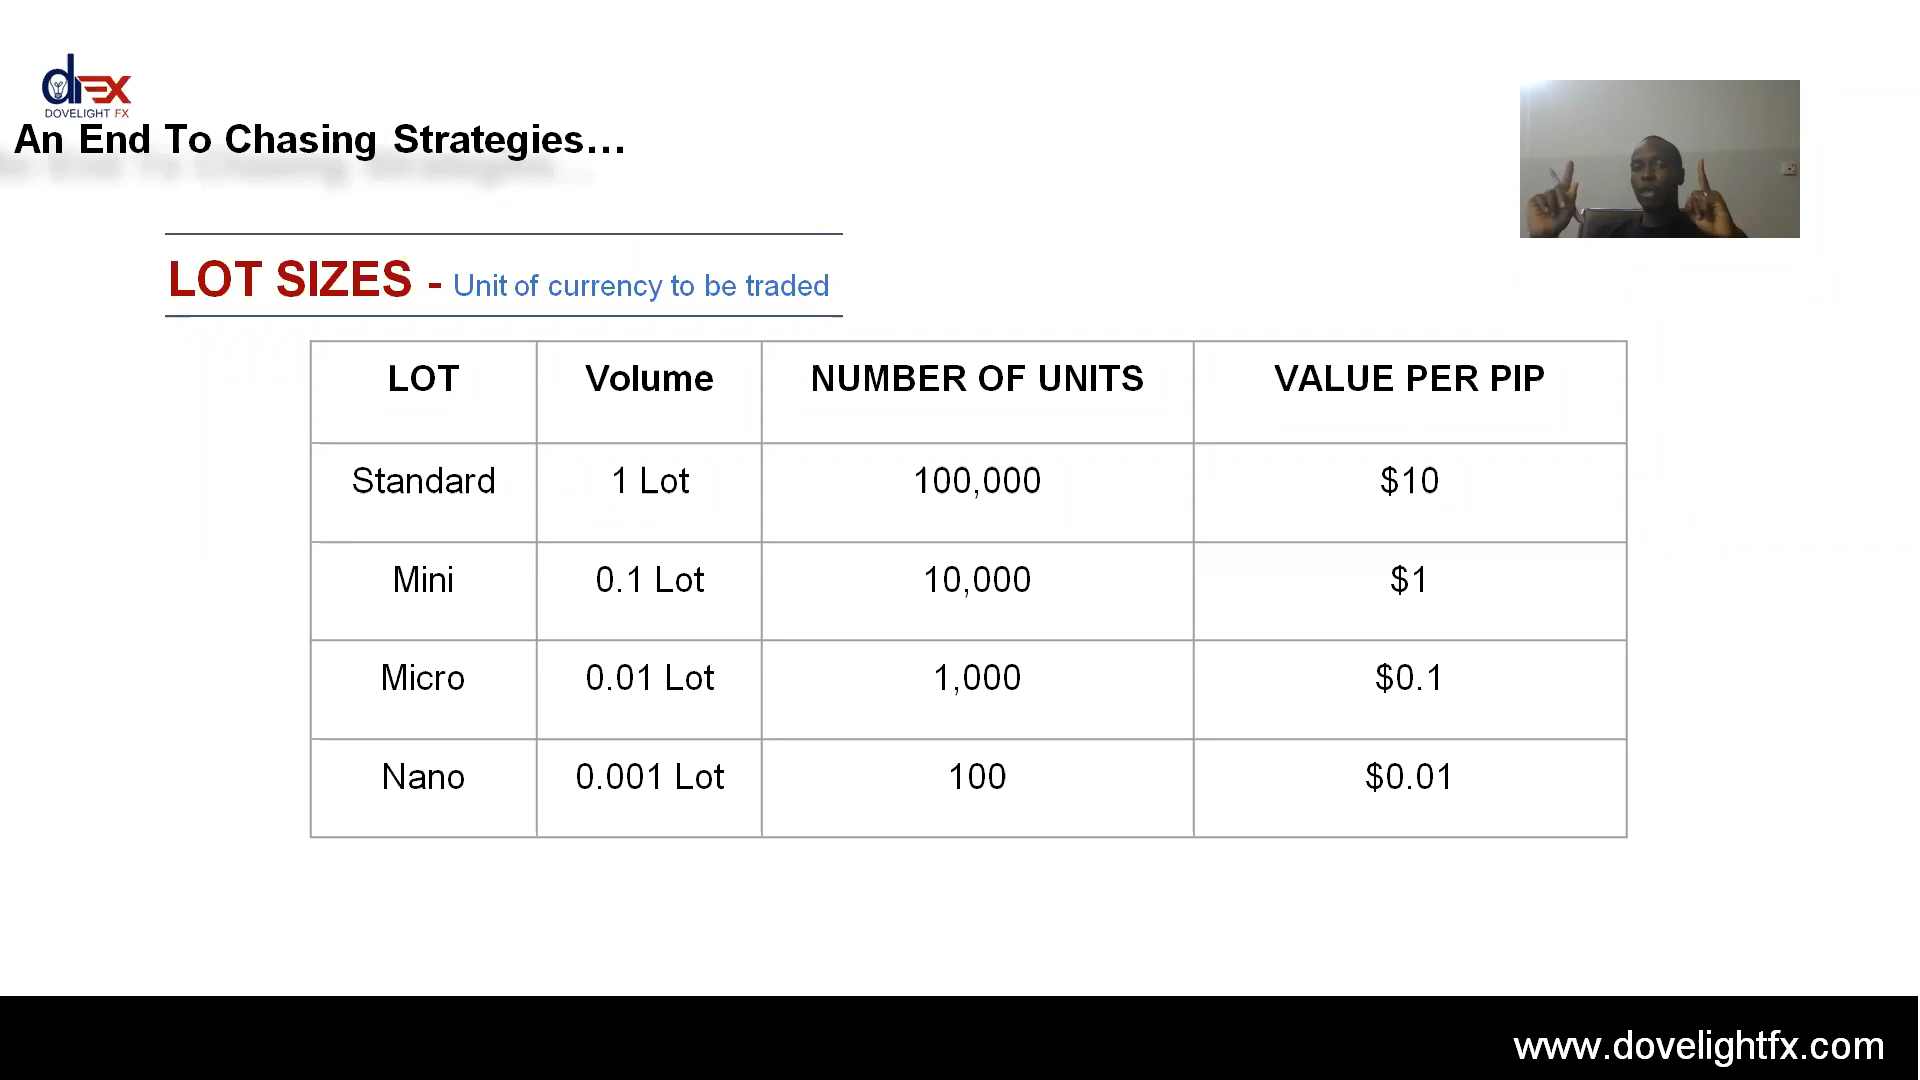 dFX
DOVELIGHT FX
An End To Chasing Strategies...
LOT SIZES - Unit of currency to be traded
LOT Volume NUMBER OF UNITS VALUE PER PIP
Standard 1 Lot 100,000 $10
Mini 0.1 Lot 10,000 $1
Micro 0.01 Lot 1,000 $0.1
Nano 0.001 Lot 100 $0.01
www.dovelightfx.com